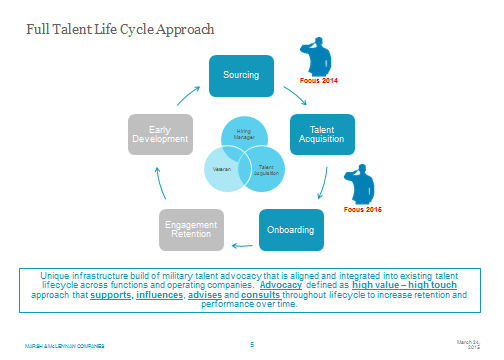 Full Talent Life Cycle Approach
Sourcing
Focus 2014
Early
Development
Hiring
Manager
Talent
Acquisition
Veteran
Talent
Acquisition
Focus 2015
Engagement
Retention
Onboarding
Unique infrastructure build of military talent advocacy that is aligned and integrated into existing talent
lifecycle across functions and operating companies. Advocacy defined as high value – high touch
approach that supports, influences, advises and consults throughout lifecycle to increase retention and
performance over time.
MARSH & McLENNAN COMPANIES
5
March 24,
2015